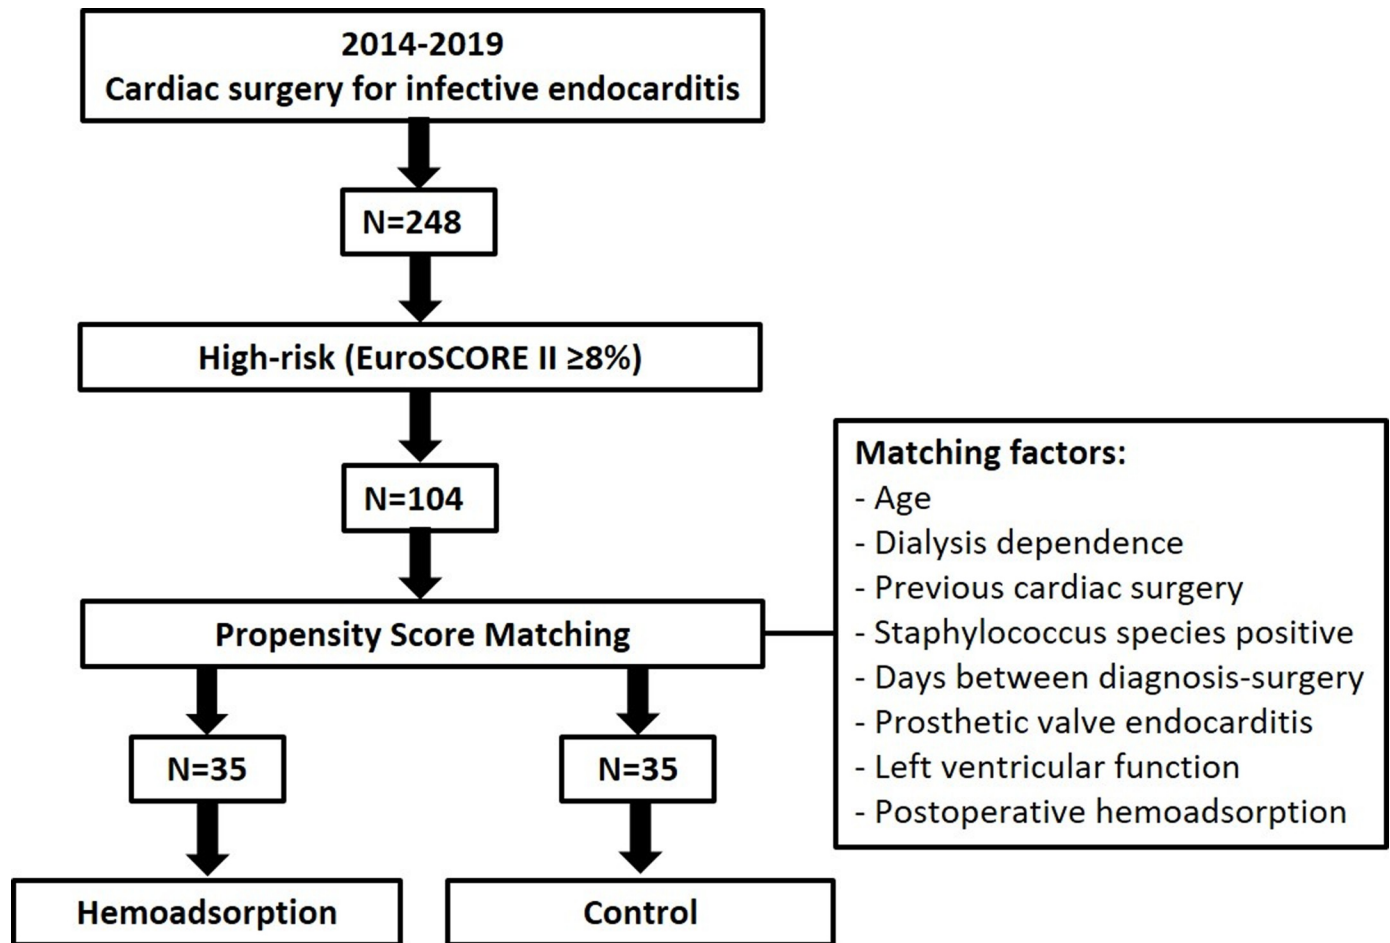 2014-2019
Cardiac surgery for infective endocarditis
N=248
High-risk (EuroSCORE II ≥8%)
N=104
Propensity Score Matching
Matching factors:
- Age
- Dialysis dependence
- Previous cardiac surgery
- Staphylococcus species positive
- Days between diagnosis-surgery
- Prosthetic valve endocarditis
- Left ventricular function
- Postoperative hemoadsorption
N=35
N=35
Hemoadsorption
Control